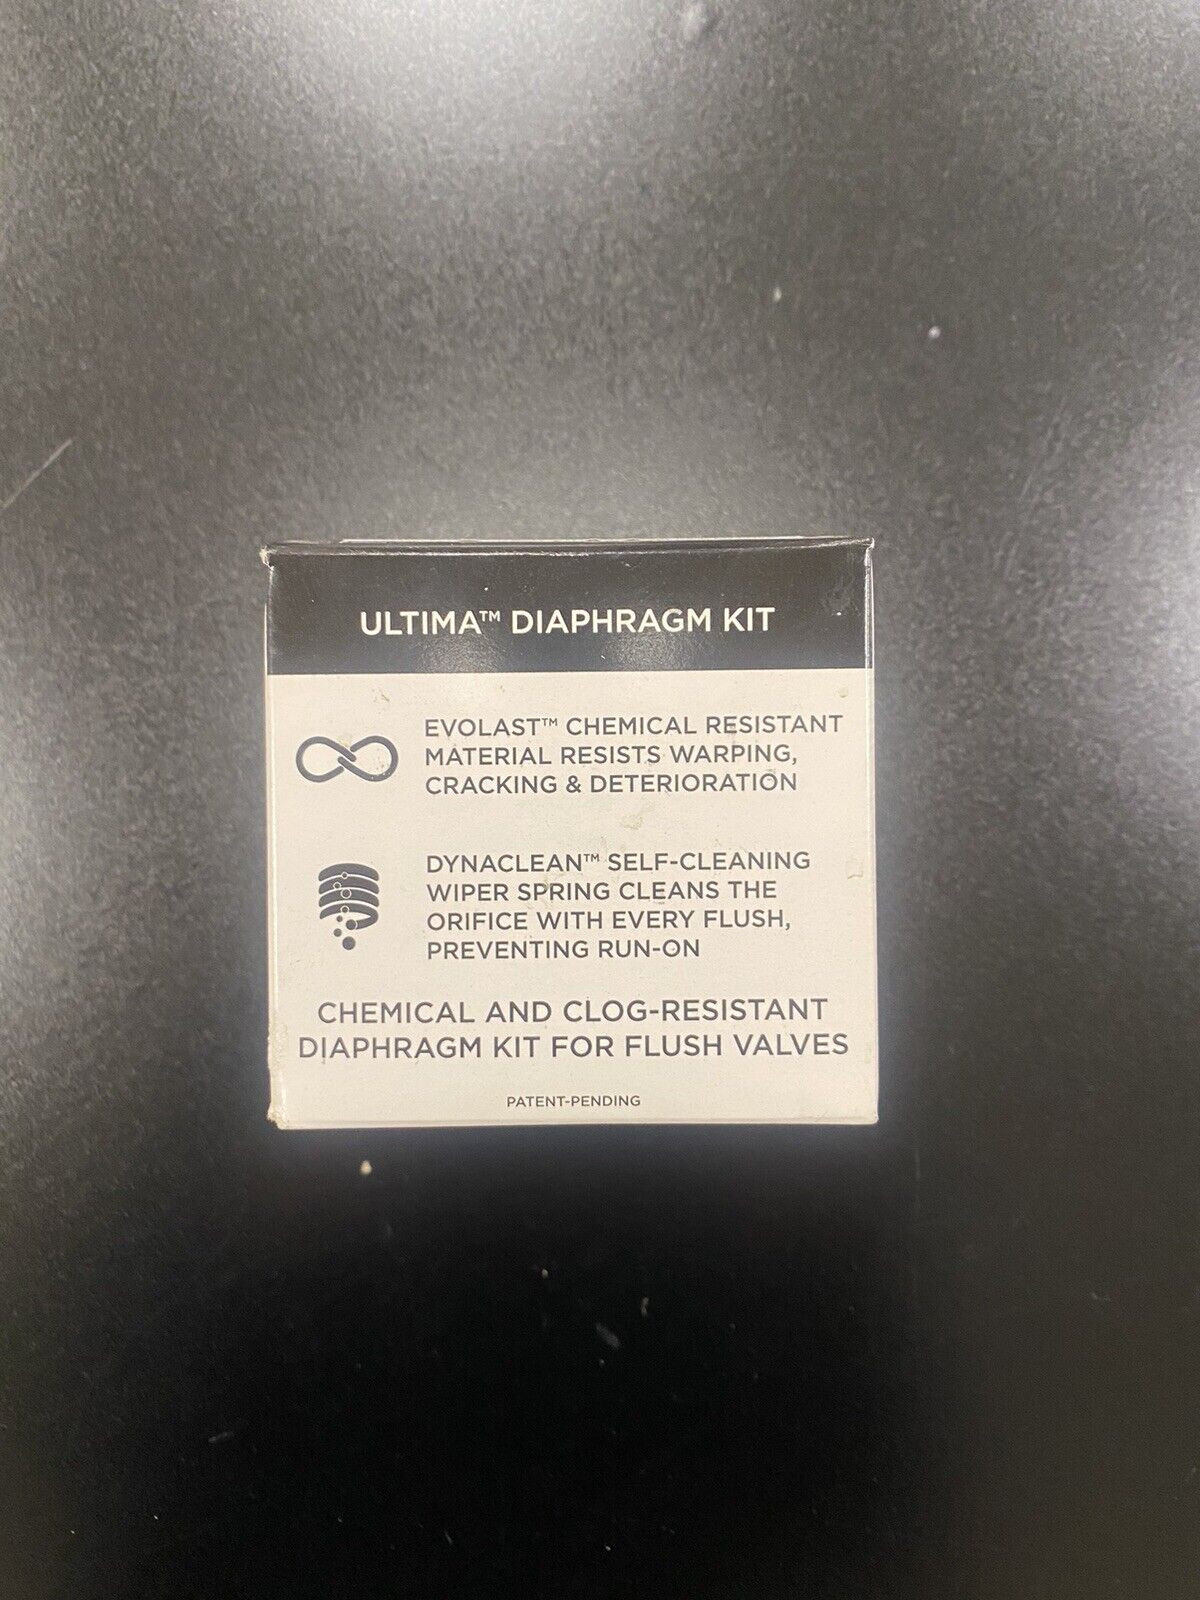 ULTIMA™ DIAPHRAGM KIT
EVOLAST™ CHEMICAL RESISTANT
MATERIAL RESISTS WARPING,
CRACKING & DETERIORATION
DYNACLEAN™ SELF-CLEANING
WIPER SPRING CLEANS THE
ORIFICE WITH EVERY FLUSH,
PREVENTING RUN-ON
CHEMICAL AND CLOG-RESISTANT
DIAPHRAGM KIT FOR FLUSH VALVES
PATENT-PENDING